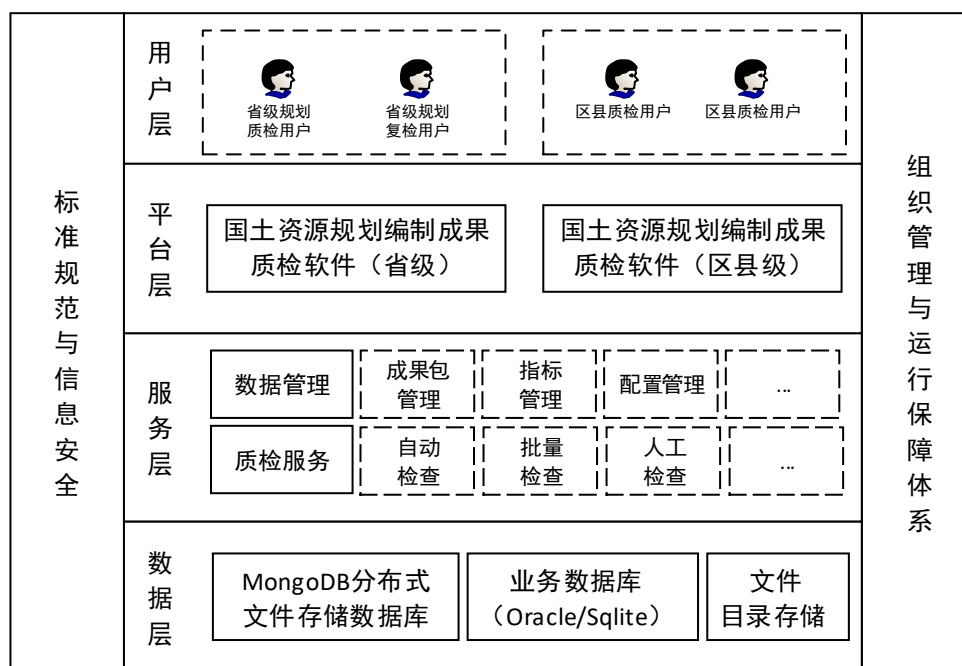 标准规范与信息安全
用户层
省级规划
质检用户
省级规划
复检用户
区县质检用户
区县质检用户
平台层
国土资源规划编制成果
质检软件（省级）
国土资源规划编制成果
质检软件（区县级）
服务层
数据管理
成果包
管理
指标
管理
配置管理
...
质检服务
自动
检查
批量
检查
人工
检查
...
数据层
MongoDB分布式
文件存储数据库
业务数据库
（Oracle/Sqlite）
文件
目录存储
组织管理与运行保障体系